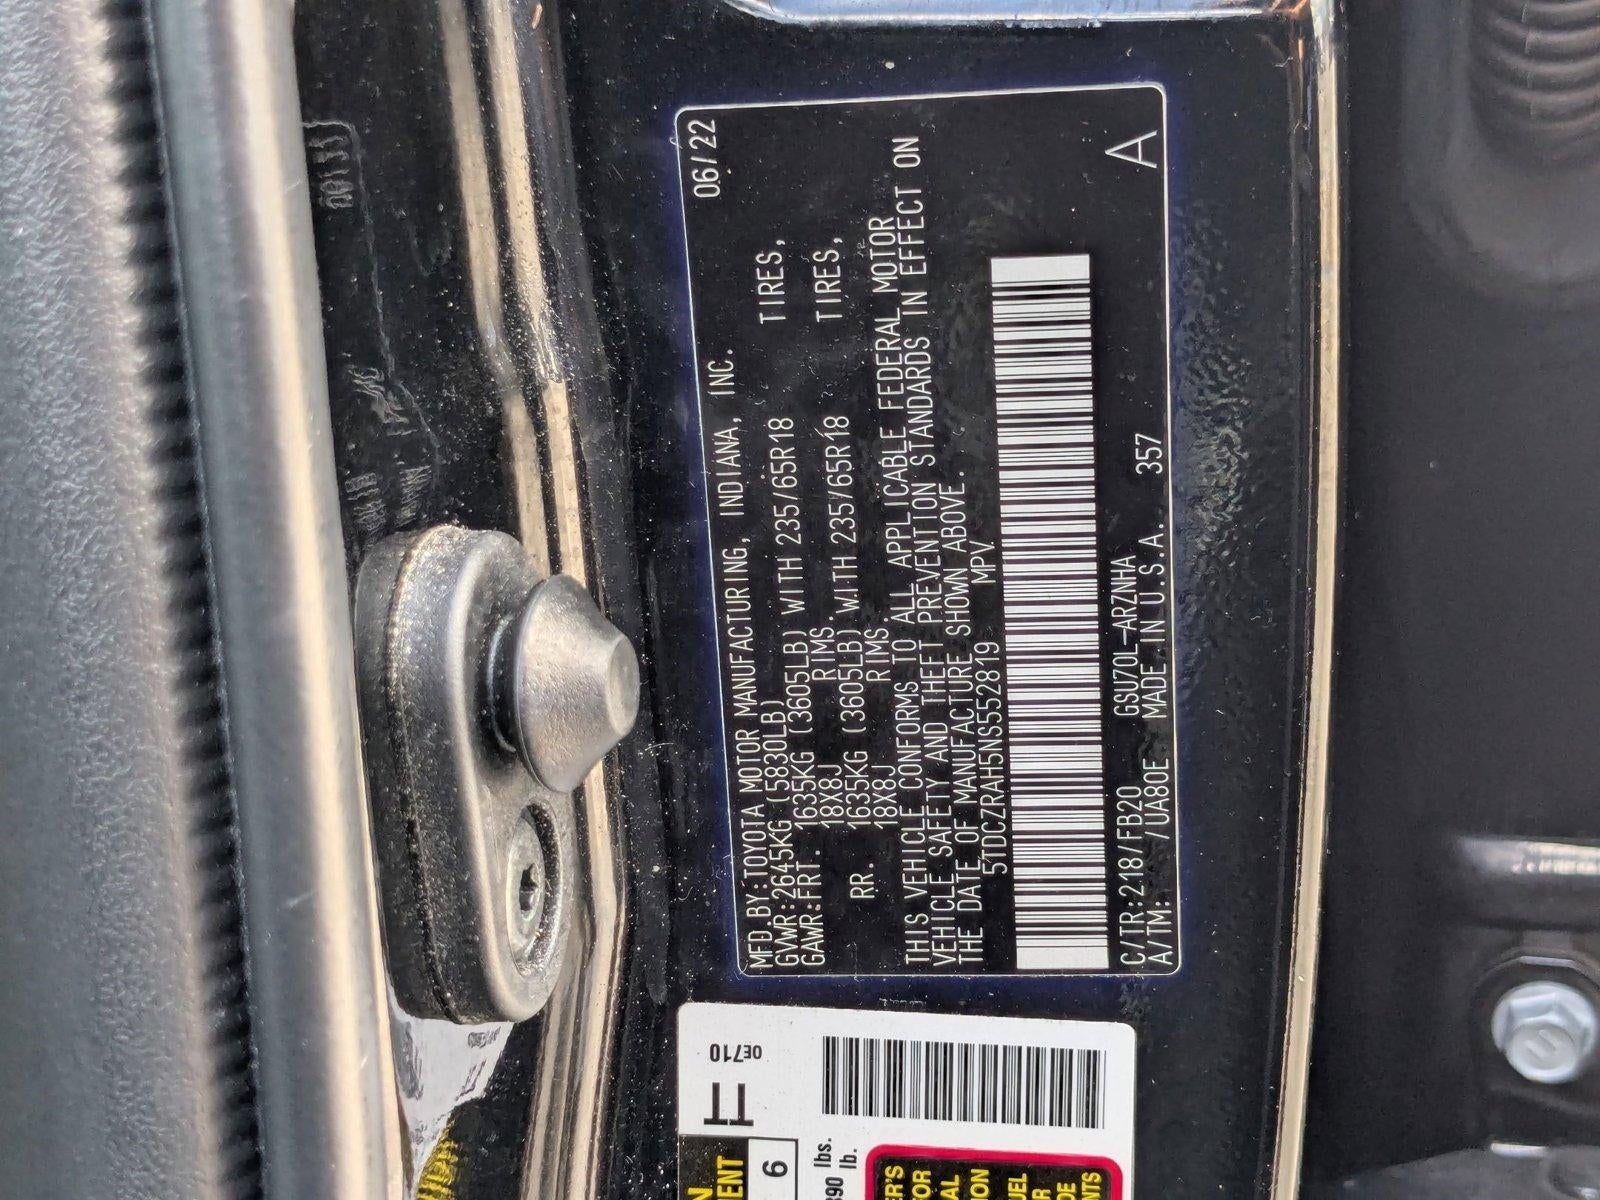 MFD.BY:TOYOTA MOTOR MANUFACTURING, INDIANA, INC. 06/22
GVWR:2645KG (5830LB)
GAWR:FRT. 1635KG (3605LB) WITH 235/65R18 TIRES,
18X8J RIMS.
RR. 1635KG (3605LB) WITH 235/65R18 TIRES,
18X8J RIMS.
THIS VEHICLE CONFORMS TO ALL APPLICABLE FEDERAL MOTOR
VEHICLE SAFETY AND THEFT PREVENTION STANDARDS IN EFFECT ON
THE DATE OF MANUFACTURE SHOWN ABOVE.
5TDCZRAH5NS552819 MPV
C/TR:218/FB20 GSU70L-ARZNHA A
A/TM: /UA80E MADE IN U.S.A. 357
TT 0E710
6
lbs.
lb.